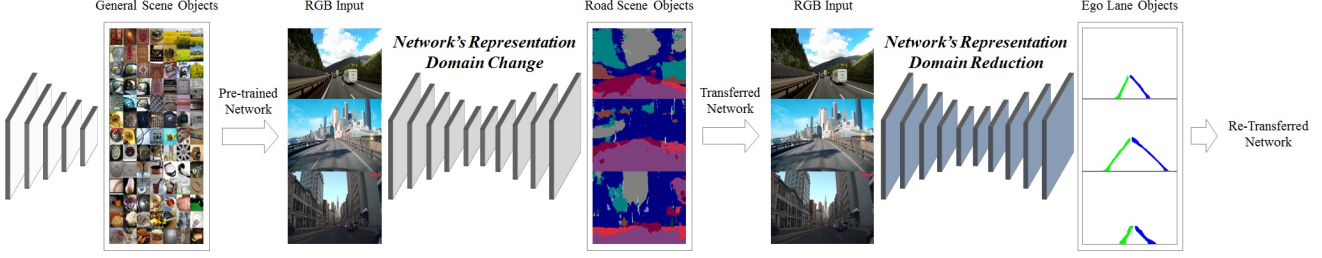 General Scene Objects
Pre-trained
Network
RGB Input
Network's Representation
Domain Change
Road Scene Objects
Transferred
Network
RGB Input
Network's Representation
Domain Reduction
Ego Lane Objects
Re-Transferred
Network